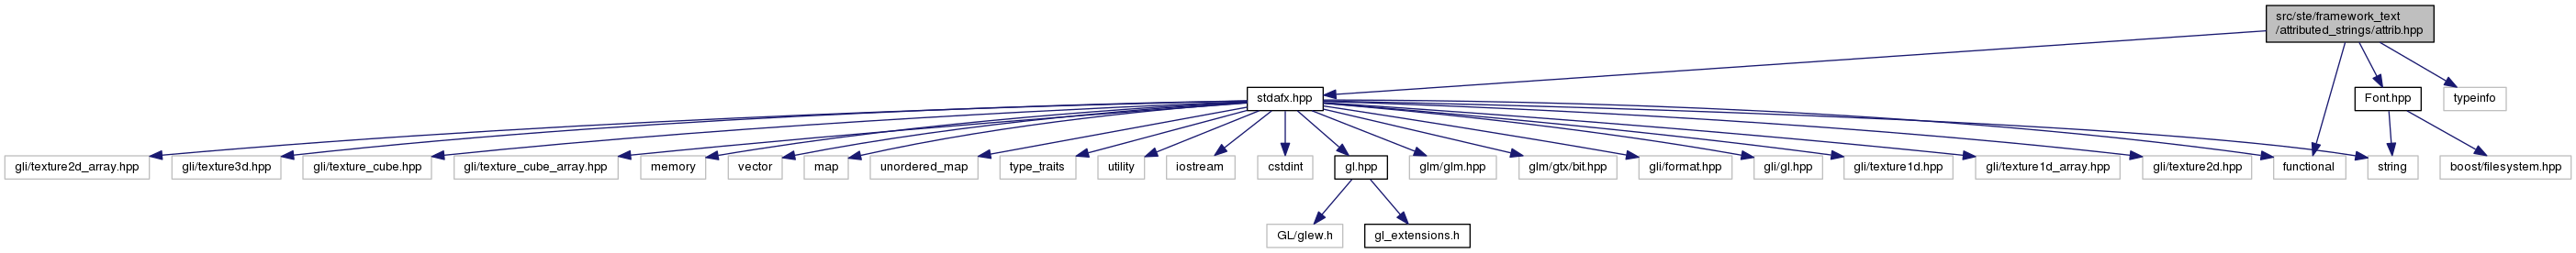 src/ste/framework_text
/attributed_strings/attrib.hpp
stdafx.hpp
Font.hpp
typeinfo
gli/texture2d_array.hpp
gli/texture3d.hpp
gli/texture_cube.hpp
gli/texture_cube_array.hpp
memory
vector
map
unordered_map
type_traits
utility
iostream
cstdint
gl.hpp
glm/glm.hpp
glm/gtx/bit.hpp
gli/format.hpp
gli/gl.hpp
gli/texture1d.hpp
gli/texture1d_array.hpp
gli/texture2d.hpp
functional
string
boost/filesystem.hpp
GL/glew.h
gl_extensions.h